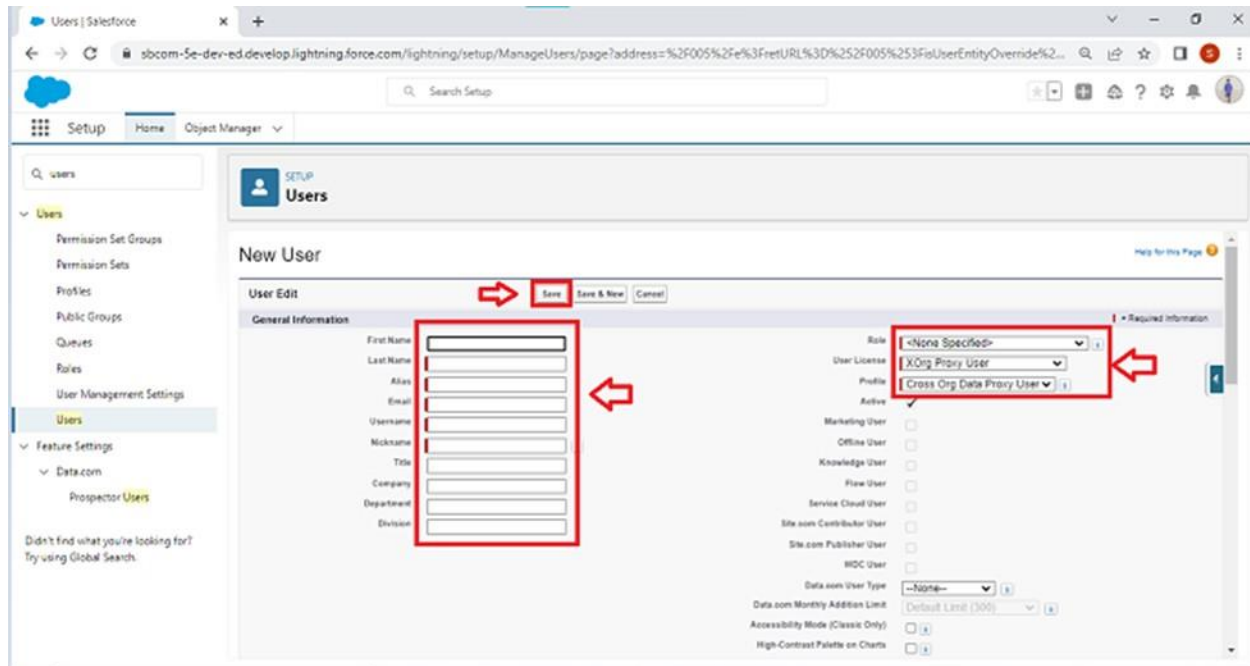 Users | Salesforce
sbcom-5e-dev-ed.develop.lightning.force.com/lightning/setup/ManageUsers/page?address=%2F005%2Fe%3FretURL%3D%252F005%253FisUserEntityOverride%2...
S
Search Setup
Setup
Home
Object Manager
users
SETUP
Users
Users
Permission Set Groups
Permission Sets
Profiles
Public Groups
Queues
Roles
User Management Settings
Users
Feature Settings
Data.com
Prospector Users
Didn't find what you're looking for?
Try using Global Search.
New User
Help for this Page
User Edit
Save
Save & New
Cancel
General Information
= Required Information
First Name
Last Name
Alias
Email
Username
Nickname
Title
Company
Department
Division
Role <None Specified>
User License XOrg Proxy User
Profile Cross Org Data Proxy User
Active
Marketing User
Offline User
Knowledge User
Flow User
Service Cloud User
Site.com Contributor User
Site.com Publisher User
WDC User
Data.com User Type --None--
Data.com Monthly Addition Limit Default Limit (300)
Accessibility Mode (Classic Only)
High-Contrast Palette on Charts